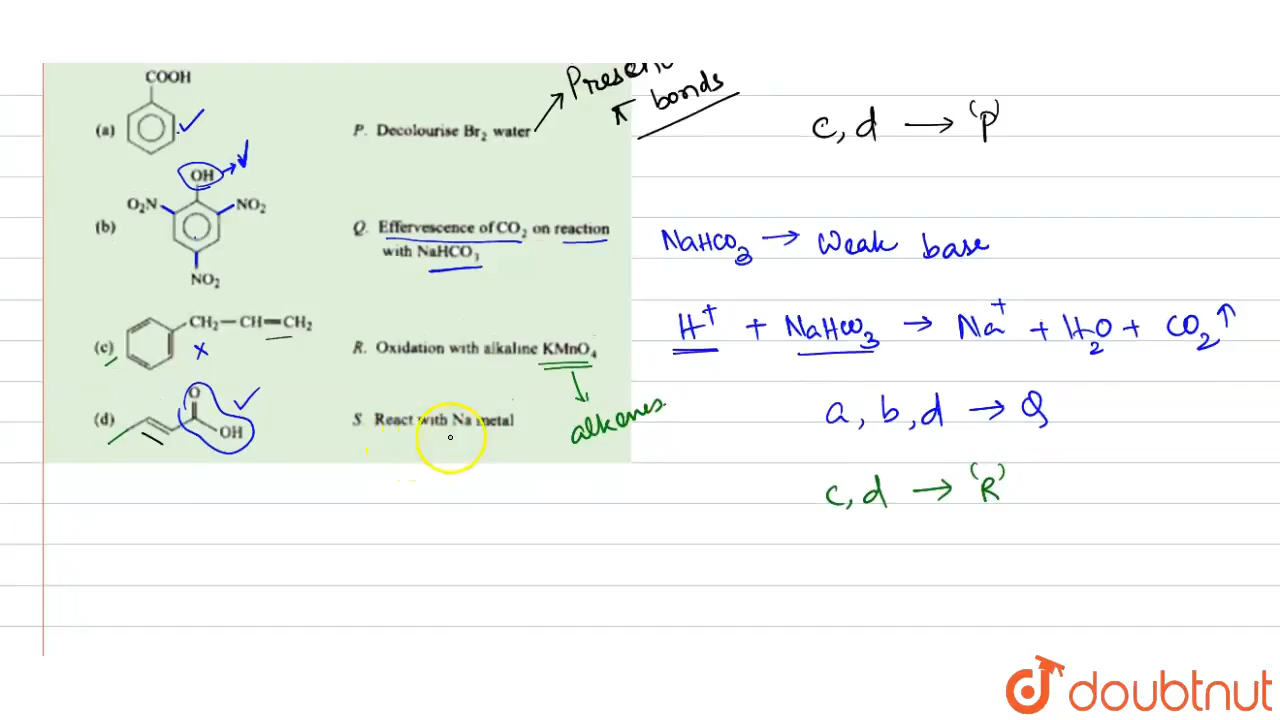 COOH
(a)
P. Decolourise Br2 water
π bonds
c, d → (P)
OH
O2N
NO2
(b)
NO2
Q. Effervescence of CO2 on reaction
with NaHCO3
NaHCO3 → Weak base
CH2—CH=CH2
(c)
R. Oxidation with alkaline KMnO4
H+ + NaHCO3 → Na+ + H2O + CO2↑
alkenes
O
(d)
OH
S React with Na metal
a, b, d → Q
c, d → (R)
doubtnut